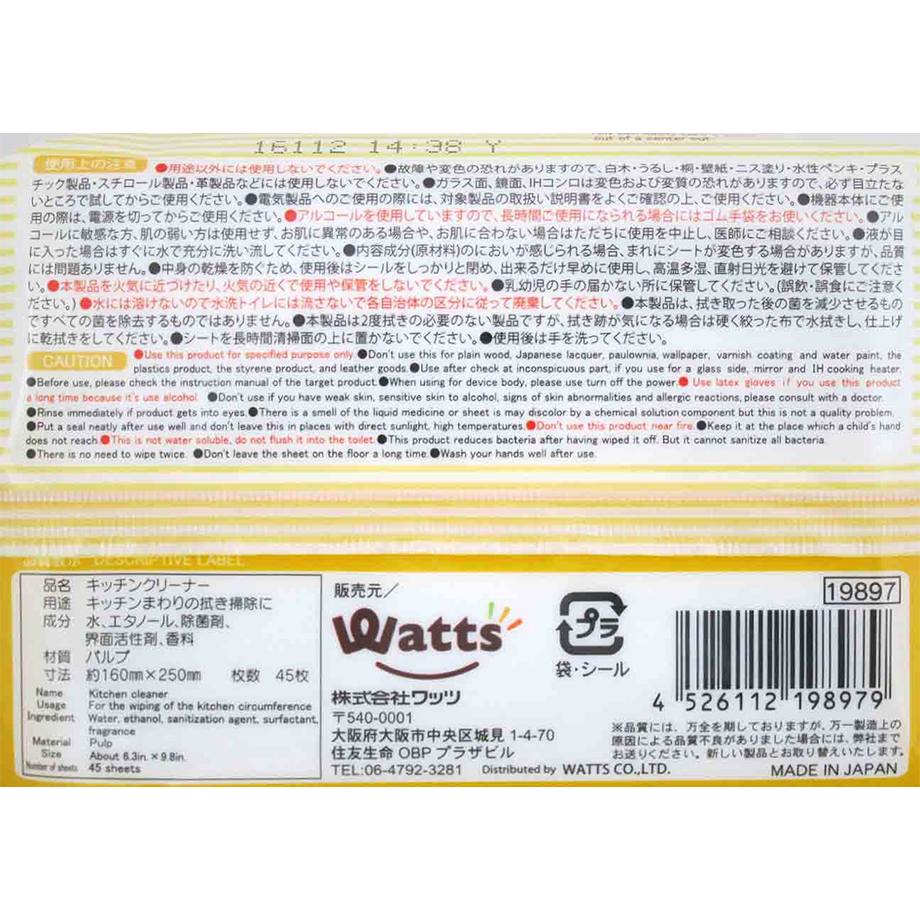 out of a center cut.
16112 14:38 Y
使用上の注意 ●用途以外には使用しないでください。●故障や変色の恐れがありますので、白木・うるし・桐・壁紙・ニス塗り・水性ペンキ・プラス
チック製品・スチロール製品・革製品などには使用しないでください。●ガラス面、鏡面、IHコンロは変色および変質の恐れがありますので、必ず目立たな
いところで試してからご使用ください。●電気製品へのご使用の際には、対象製品の取扱い説明書をよくご確認の上、ご使用ください。●機器本体にご使
用の際は、電源を切ってからご使用ください。●アルコールを使用していますので、長時間ご使用になられる場合にはゴム手袋をお使いください。●アル
コールに敏感な方、肌の弱い方は使用せず、お肌に異常のある場合や、お肌に合わない場合はただちに使用を中止し、医師にご相談ください。●液が目
に入った場合はすぐに水で充分に洗い流してください。●内容成分(原材料)のにおいが感じられる場合、まれにシートが変色する場合がありますが、品質
には問題ありません。●中身の乾燥を防ぐため、使用後はシールをしっかりと閉め、出来るだけ早めに使用し、高温多湿、直射日光を避けて保管してくださ
い。●本製品を火気に近づけたり、火気の近くで使用や保管をしないでください。●乳幼児の手の届かない所に保管してください。(誤飲・誤食にご注意く
ださい。)●水には溶けないので水洗トイレには流さないで各自治体の区分に従って廃棄してください。●本製品は、拭き取った後の菌を減少させるもの
ですべての菌を除去するものではありません。●本製品は2度拭きの必要のない製品ですが、拭き跡が気になる場合は硬く絞った布で水拭きし、仕上げ
に乾拭きをしてください。●シートを長時間清掃面の上に置かないでください。●使用後は手を洗ってください。
CAUTION ●Use this product for specified purpose only. ●Don't use this for plain wood, Japanese lacquer, paulownia, wallpaper, varnish coating and water paint, the
plastics product, the styrene product, and leather goods. ●Use after check at inconspicuous part, if you use for a glass side, mirror and IH cooking heater.
●Before use, please check the instruction manual of the target product. ●When using for device body, please use turn off the power. ● Use latex gloves if you use this product
a long time because it's use alcohol. ●Don't use if you have weak skin, sensitive skin to alcohol, signs of skin abnormalities and allergic reactions, please consult with a doctor.
●Rinse immediately if product gets into eyes. ●There is a smell of the liquid medicine or sheet is may discolor by a chemical solution component but this is not a quality problem.
●Put a seal neatly after use well and don't leave this in places with direct sunlight, high temperatures. ●Don't use this product near fire. ●Keep it at the place which a child's hand
does not reach. ●This is not water soluble, do not flush it into the toilet. ●This product reduces bacteria after having wiped it off. But it cannot sanitize all bacteria.
●There is no need to wipe twice. ●Don't leave the sheet on the floor a long time. ●Wash your hands well after use.
品質表示 DESCRIPTIVE LABEL
品名 キッチンクリーナー
用途 キッチンまわりの拭き掃除に
成分 水、エタノール、除菌剤、
界面活性剤、香料
材質 パルプ
寸法 約160mm×250mm 枚数 45枚
Name Kitchen cleaner
Usage For the wiping of the kitchen circumference
Ingredient Water, ethanol, sanitization agent, surfactant,
fragrance
Material Pulp
Size About 6.3in. × 9.8in.
Number of sheets 45 sheets
販売元/
Watts
株式会社ワッツ
〒540-0001
大阪府大阪市中央区城見1-4-70
住友生命OBPプラザビル
TEL:06-4792-3281 Distributed by WATTS CO.,LTD.
プラ
袋・シール
19897
4 526112 198979
※品質には、万全を期しておりますが、万一製造上の
原因による品質不良がありました場合には、弊社まで
お送りください。新しい製品とお取り替えいたします。
MADE IN JAPAN